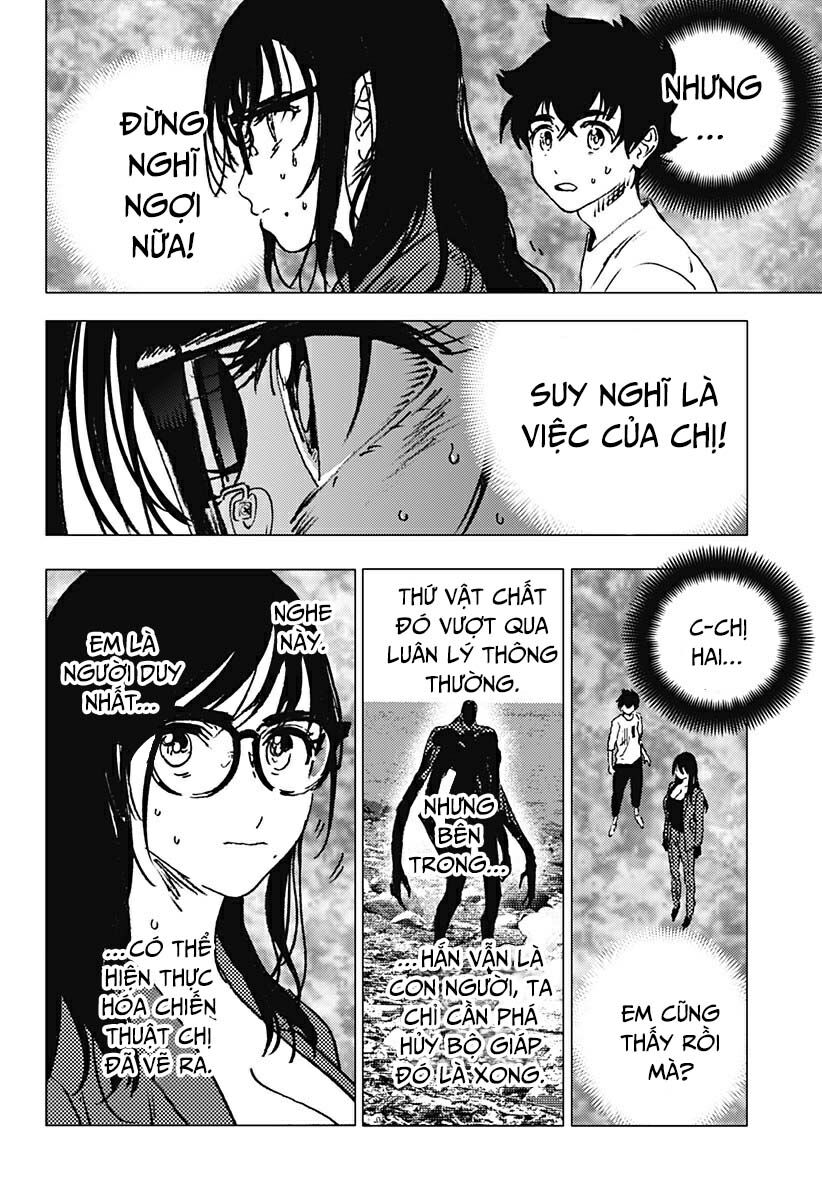 NHƯNG
...
ĐỪNG
NGHĨ
NGỢI
NỮA!
SUY NGHĨ LÀ
VIỆC CỦA CHỊ!
C-CHỊ
HAI...
EM CŨNG
THẤY RỒI
MÀ?
THỨ VẬT CHẤT
ĐÓ VƯỢT QUA
LUÂN LÝ THÔNG
THƯỜNG.
NHƯNG
BÊN
TRONG...
...HẮN VẪN LÀ
CON NGƯỜI, TA
CHỈ CẦN PHÁ
HỦY BỘ GIÁP
ĐÓ LÀ XONG.
NGHE
NÀY.
EM LÀ
NGƯỜI DUY
NHẤT...
...CÓ THỂ
HIỆN THỰC
HÓA CHIẾN
THUẬT CHỊ
ĐÃ VẼ RA.